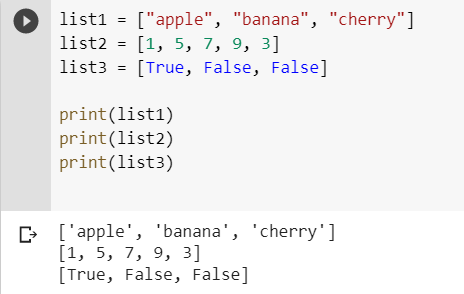 list1 = ["apple", "banana", "cherry"]
list2 = [1, 5, 7, 9, 3]
list3 = [True, False, False]
print(list1)
print(list2)
print(list3)
['apple', 'banana', 'cherry']
[1, 5, 7, 9, 3]
[True, False, False]